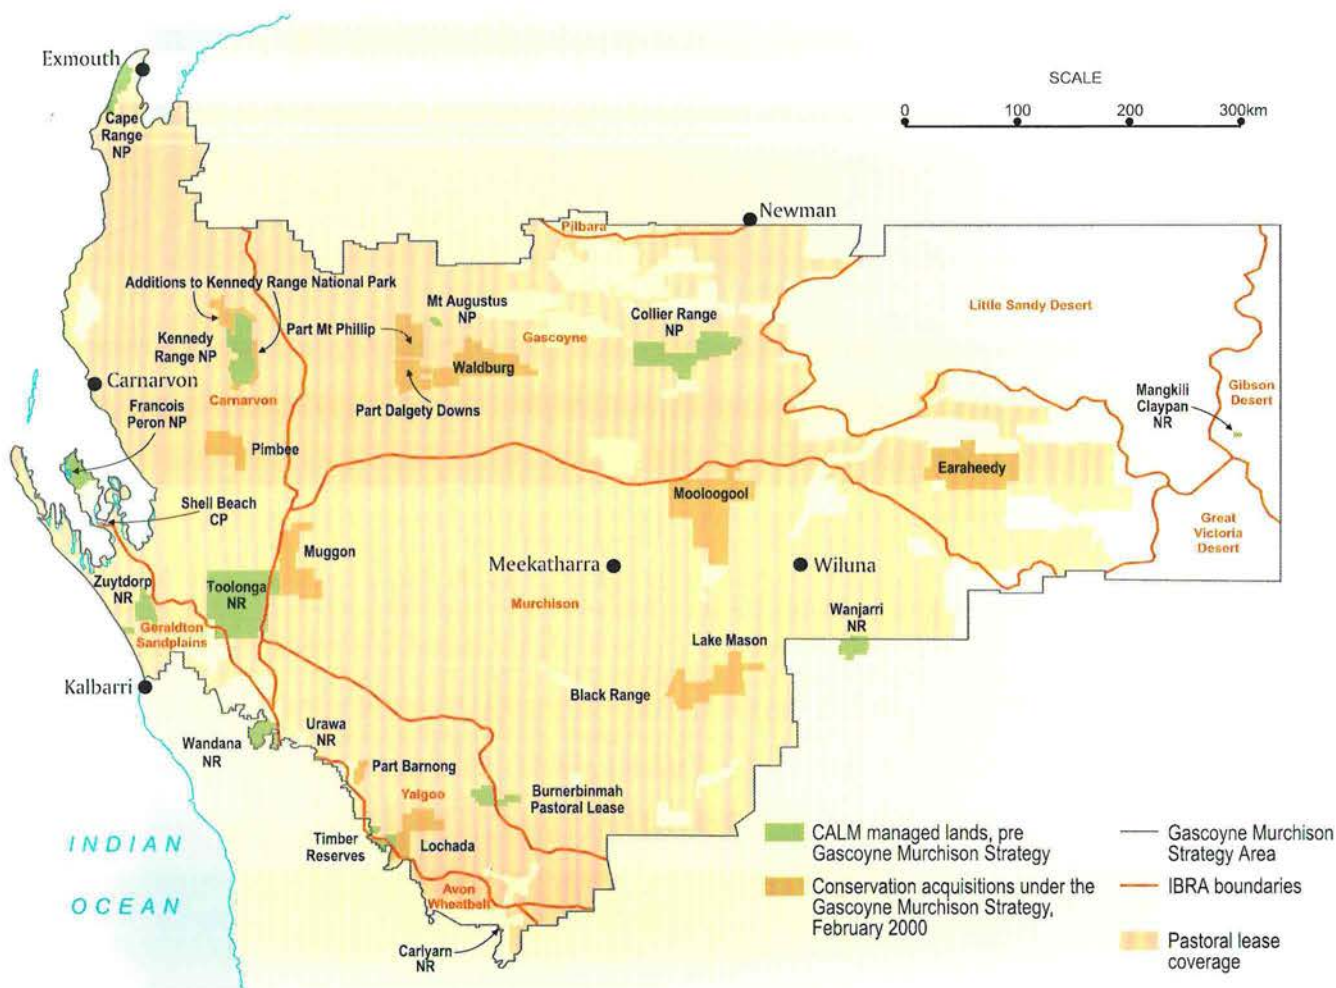 Exmouth
SCALE
0 100 200 300km
Cape
Range
NP
Newman
Pilbara
Additions to Kennedy Range National Park
Mt Augustus
NP
Collier Range
NP
Little Sandy Desert
Part Mt Phillip
Gascoyne
Kennedy
Range NP
Waldburg
Carnarvon
Carnarvon
Part Dalgety Downs
Mangkili
Claypan
NR
Gibson
Desert
Francois
Peron NP
Pimbee
Earaheedy
Mooloogool
Shell Beach
CP
Great
Victoria
Desert
Muggon
Meekatharra
Wiluna
Zuytdorp
NR
Toolonga
NR
Murchison
Wanjarri
NR
Geraldton
Sandplains
Lake Mason
Kalbarri
Black Range
Wandana
NR
Urawa
NR
Part Barnong
Yalgoo
Burnerbinmah
Pastoral Lease
Timber
Reserves
Lochada
Avon
Wheatbelt
Carlyarn
NR
INDIAN
OCEAN
CALM managed lands, pre
Gascoyne Murchison Strategy
Conservation acquisitions under the
Gascoyne Murchison Strategy,
February 2000
Gascoyne Murchison
Strategy Area
IBRA boundaries
Pastoral lease
coverage